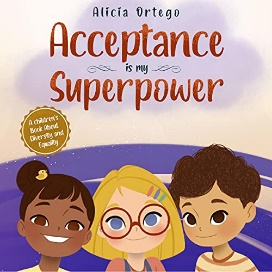 Alicia Ortego
Acceptance
is my
Superpower
A children's
Book About
Diversity and
Equality